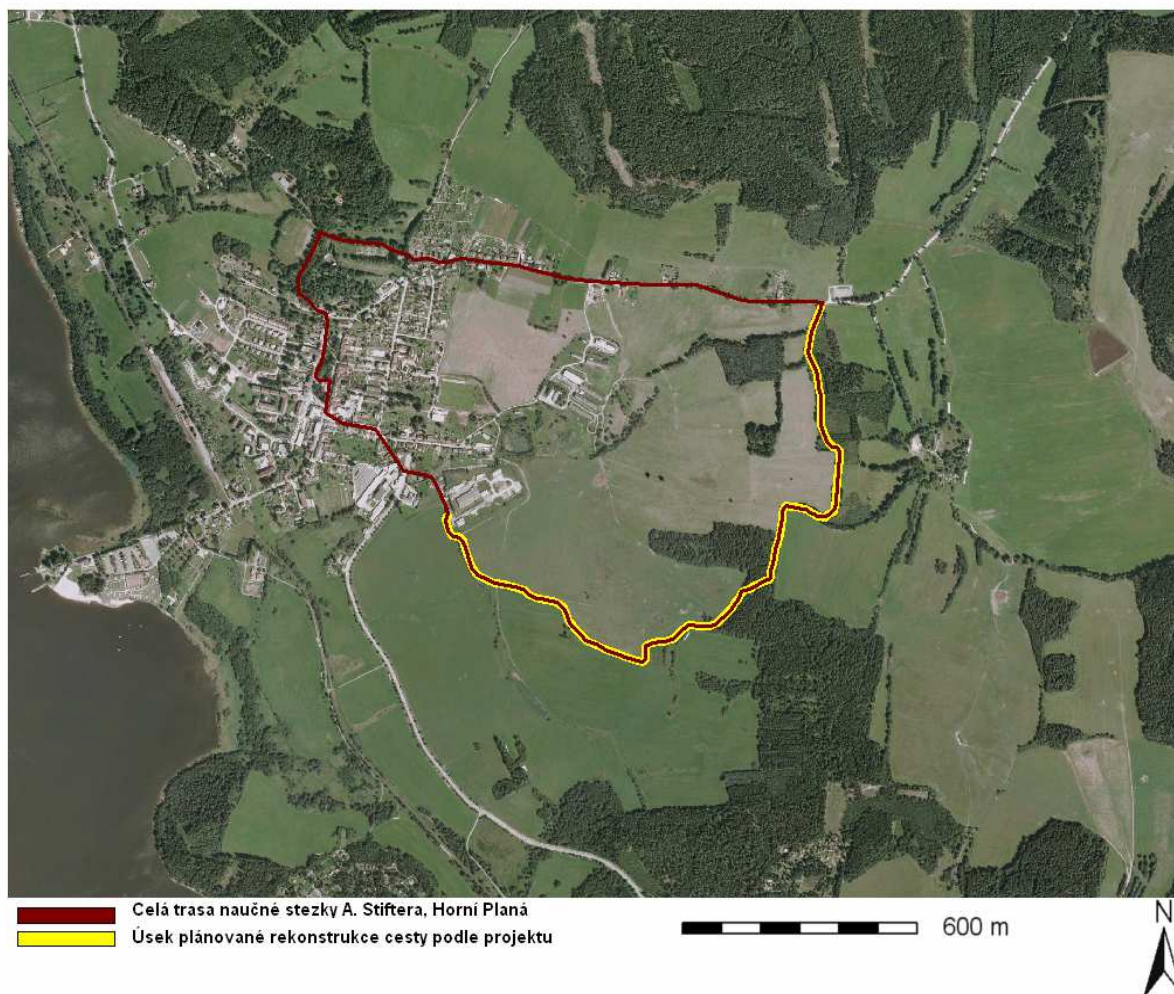 Celá trasa naučné stezky A. Stiftera, Horní Planá
Úsek plánované rekonstrukce cesty podle projektu
600 m
N